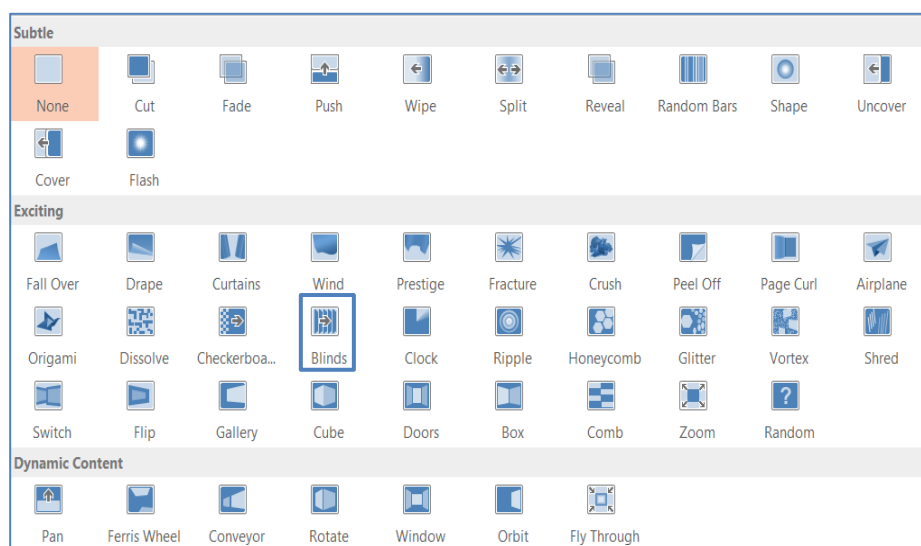 Subtle
None Cut Fade Push Wipe Split Reveal Random Bars Shape Uncover
Cover Flash
Exciting
Fall Over Drape Curtains Wind Prestige Fracture Crush Peel Off Page Curl Airplane
Origami Dissolve Checkerboa... Blinds Clock Ripple Honeycomb Glitter Vortex Shred
Switch Flip Gallery Cube Doors Box Comb Zoom Random
Dynamic Content
Pan Ferris Wheel Conveyor Rotate Window Orbit Fly Through